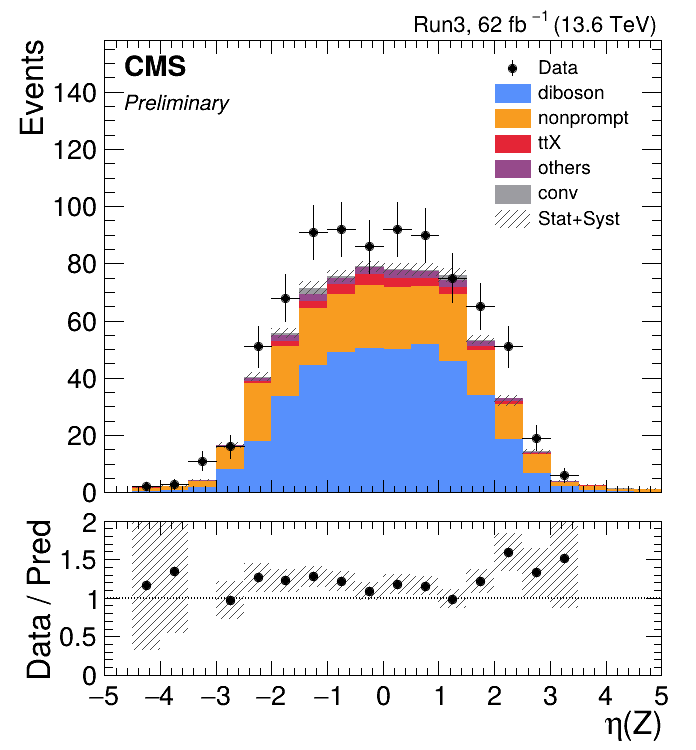 Run3, 62 fb⁻¹ (13.6 TeV)
CMS
Preliminary
Events
140
120
100
80
60
40
20
0
Data
diboson
nonprompt
ttX
others
conv
Stat+Syst
Data / Pred
2
1.5
1
0.5
0
−5 −4 −3 −2 −1 0 1 2 3 4 5
η(Z)